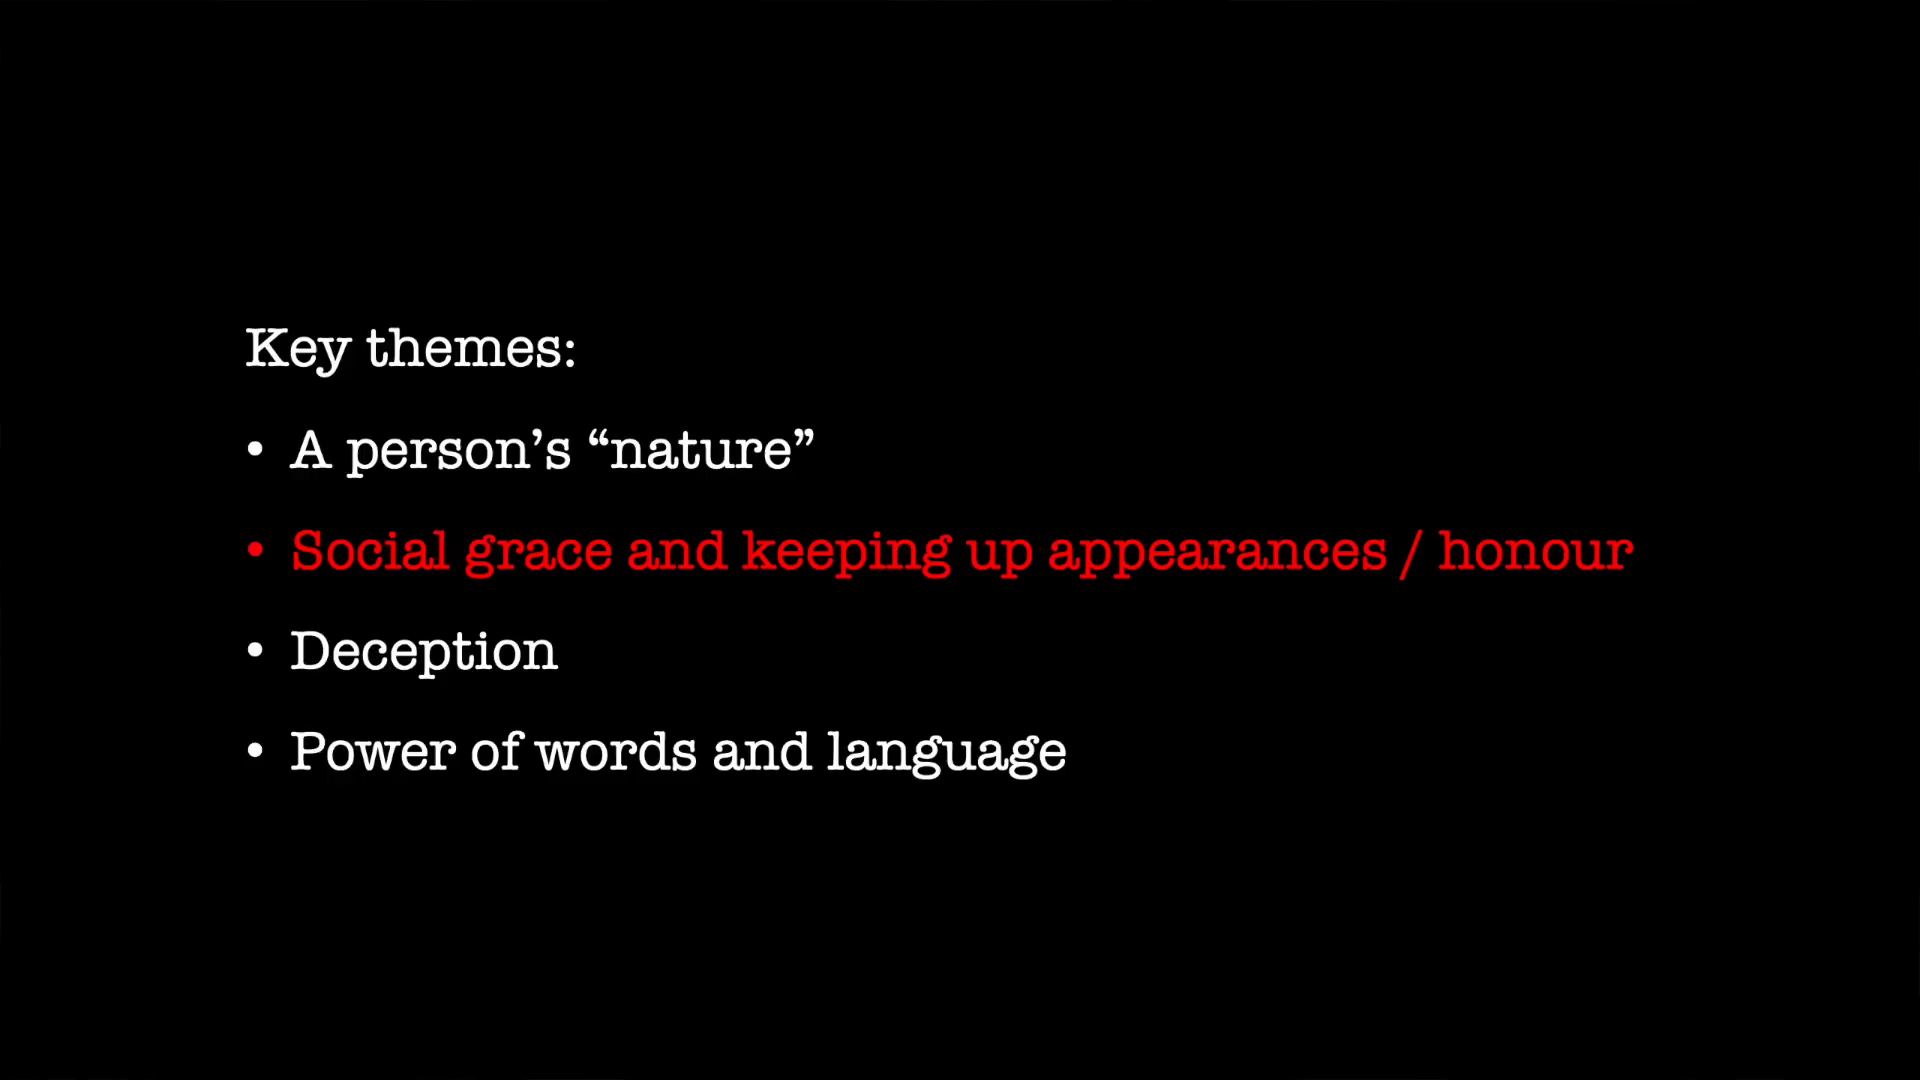 Key themes:
• A person’s “nature”
• Social grace and keeping up appearances / honour
• Deception
• Power of words and language